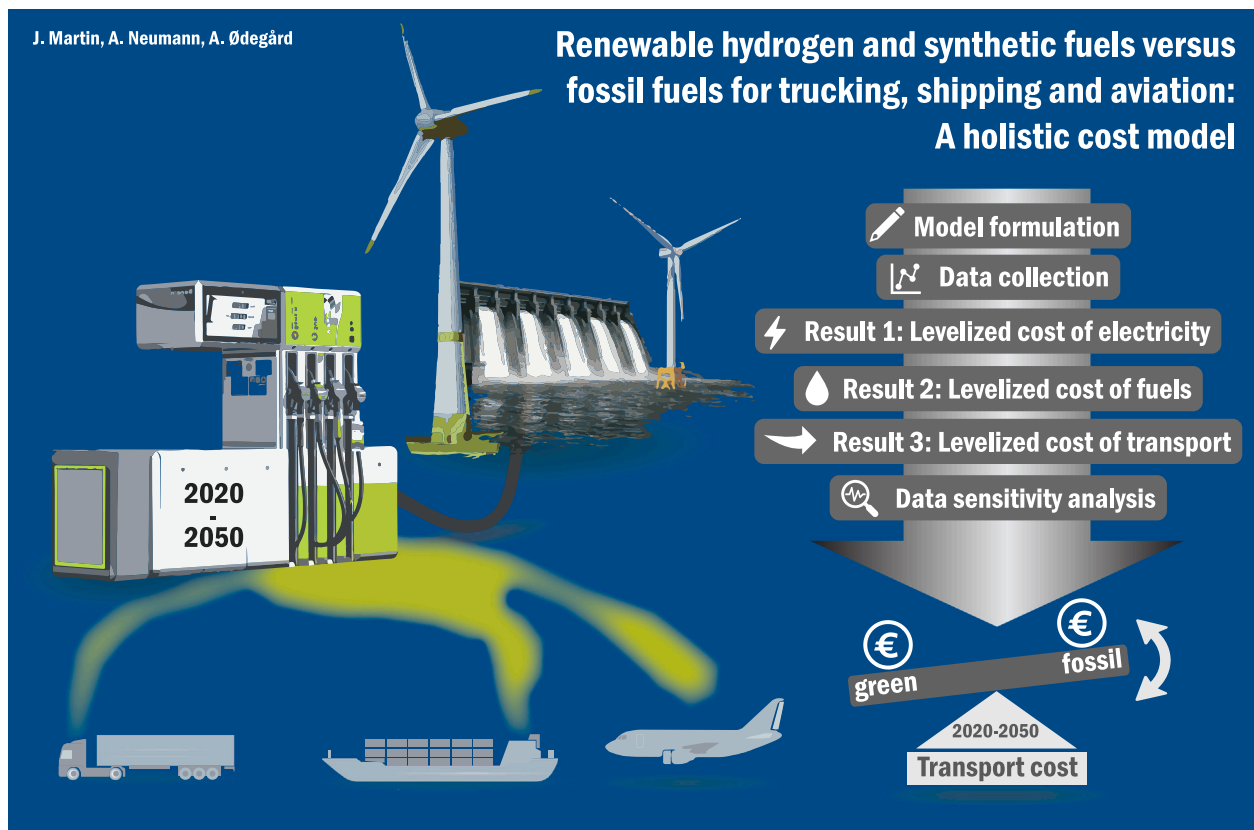 J. Martin, A. Neumann, A. Ødegård
Renewable hydrogen and synthetic fuels versus
fossil fuels for trucking, shipping and aviation:
A holistic cost model
Model formulation
Data collection
Result 1: Levelized cost of electricity
Result 2: Levelized cost of fuels
Result 3: Levelized cost of transport
Data sensitivity analysis
2020
-
2050
€
€
green
fossil
2020-2050
Transport cost